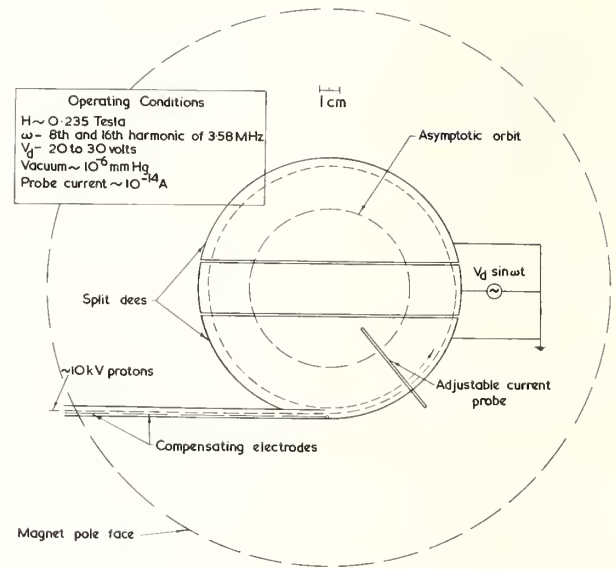 Operating Conditions
H ~ 0·235 Tesla
ω – 8th and 16th harmonic of 3·58 MHz
V_d – 20 to 30 volts
Vacuum ~ 10⁻⁶ mm Hg
Probe current ~ 10⁻¹⁴ A
1 cm
Asymptotic orbit
V_d sin ωt
Split dees
~10 kV protons
Adjustable current
probe
Compensating electrodes
Magnet pole face